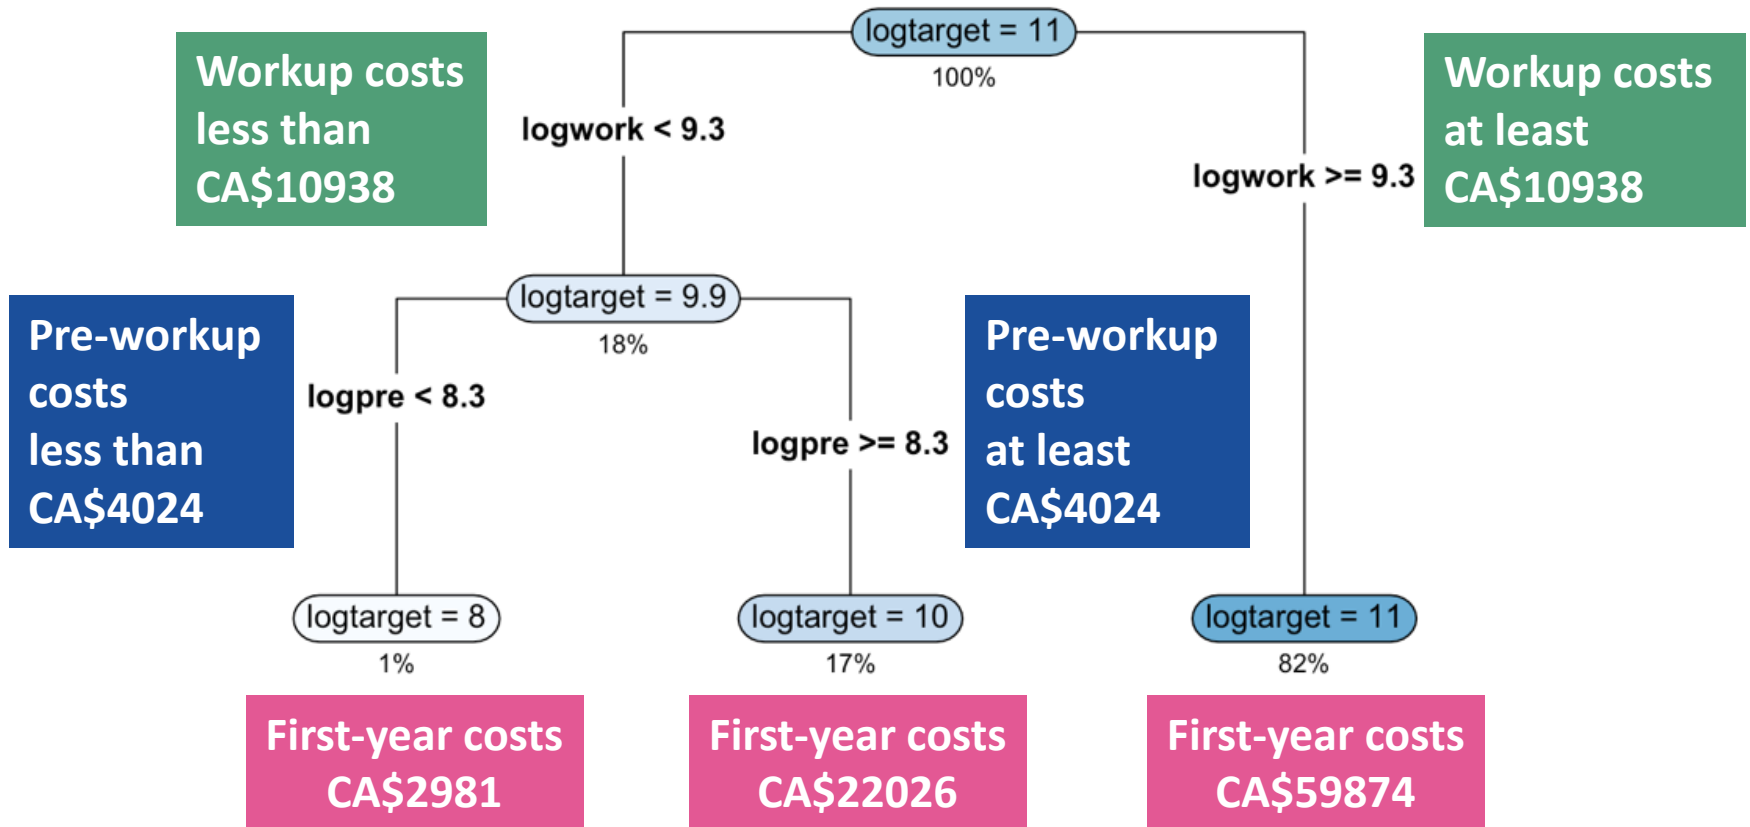 logtarget = 11
100%
Workup costs
less than
CA$10938
logwork < 9.3
Workup costs
at least
CA$10938
logwork >= 9.3
logtarget = 9.9
18%
Pre-workup
costs
less than
CA$4024
logpre < 8.3
logpre >= 8.3
Pre-workup
costs
at least
CA$4024
logtarget = 8
1%
logtarget = 10
17%
logtarget = 11
82%
First-year costs
CA$2981
First-year costs
CA$22026
First-year costs
CA$59874